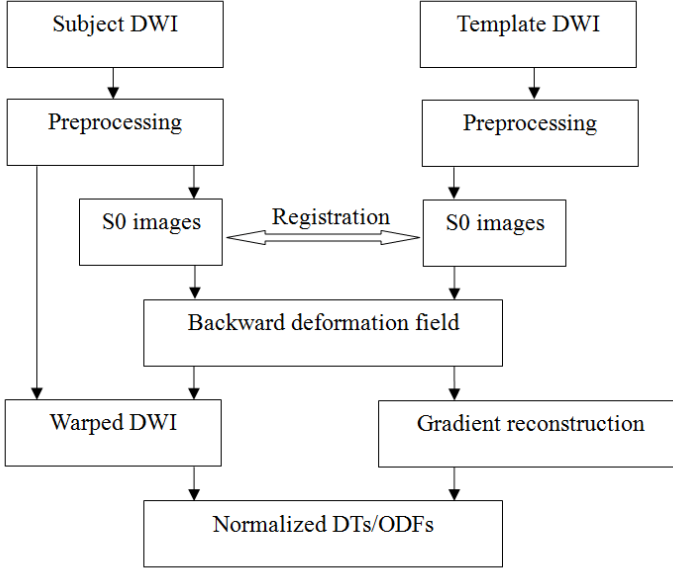 Subject DWI
Template DWI
Preprocessing
Preprocessing
S0 images
Registration
S0 images
Backward deformation field
Warped DWI
Gradient reconstruction
Normalized DTs/ODFs